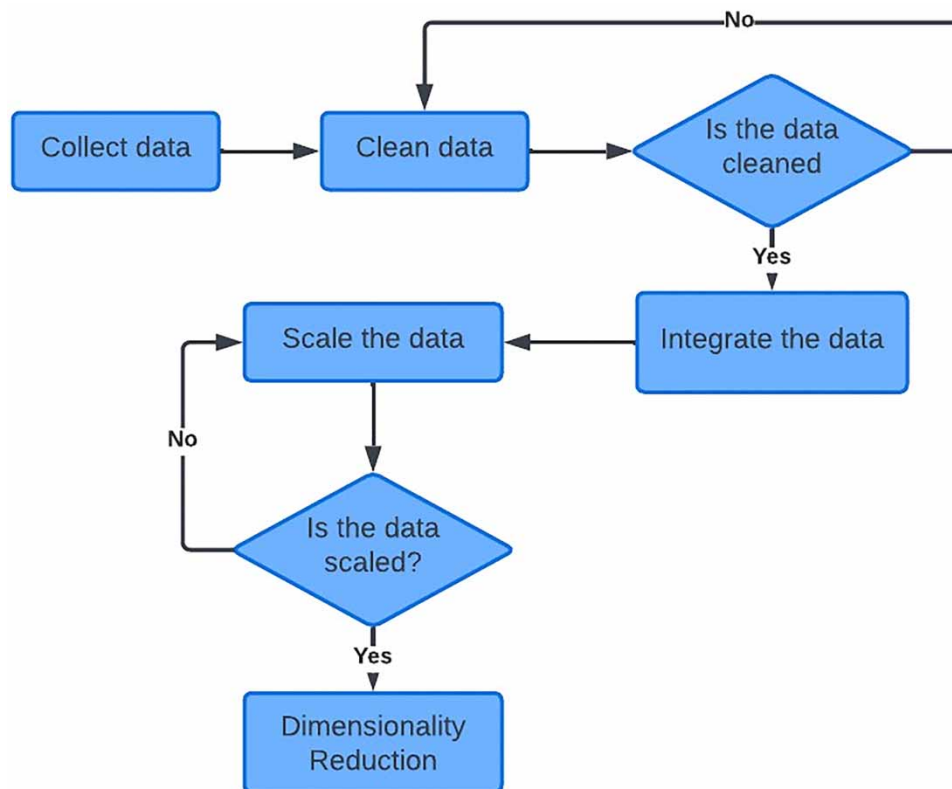 No
Collect data
Clean data
Is the data
cleaned
Yes
Integrate the data
Scale the data
No
Is the data
scaled?
Yes
Dimensionality
Reduction